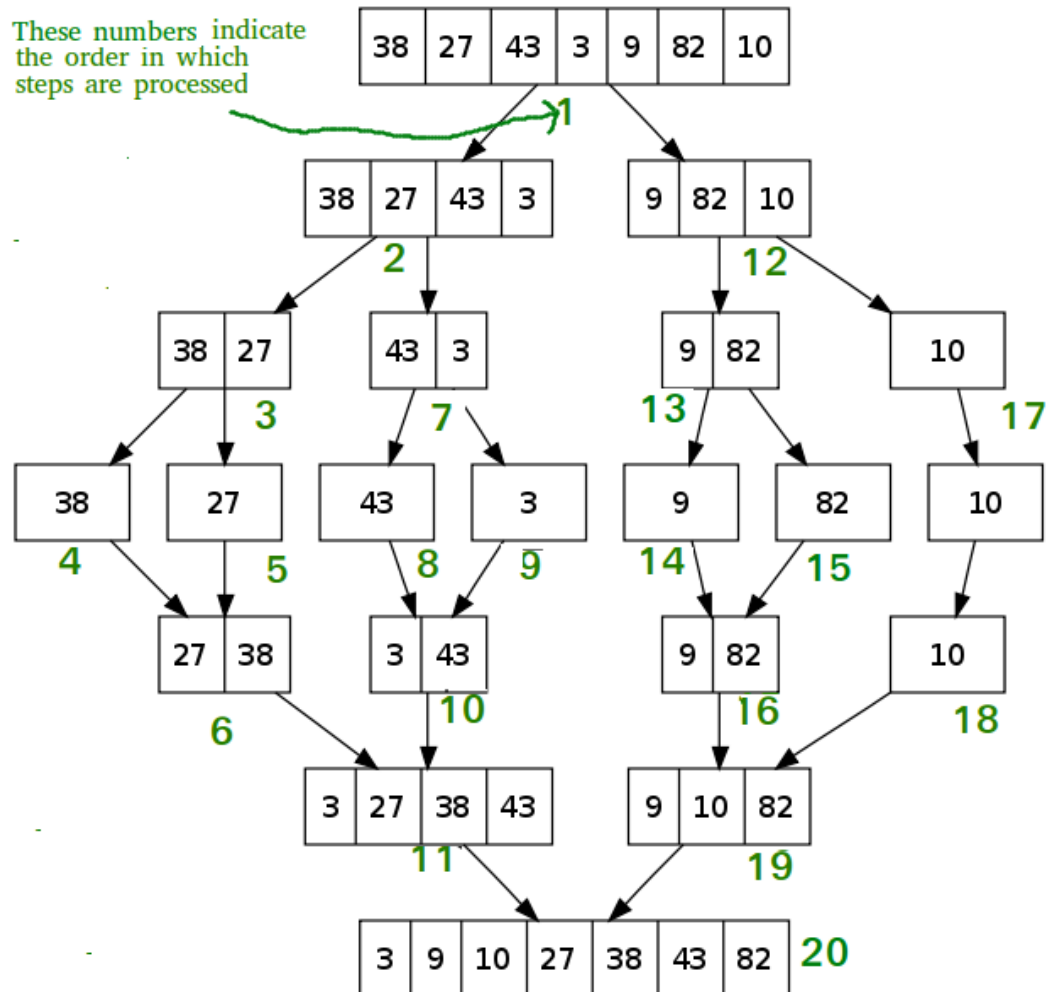 These numbers indicate
the order in which
steps are processed
38 27 43 3 9 82 10
1
38 27 43 3 9 82 10
2 12
38 27 43 3 9 82 10
3 7 13 17
38 27 43 3 9 82 10
4 5 8 9 14 15
27 38 3 43 9 82 10
6 10 16 18
3 27 38 43 9 10 82
11 19
3 9 10 27 38 43 82 20